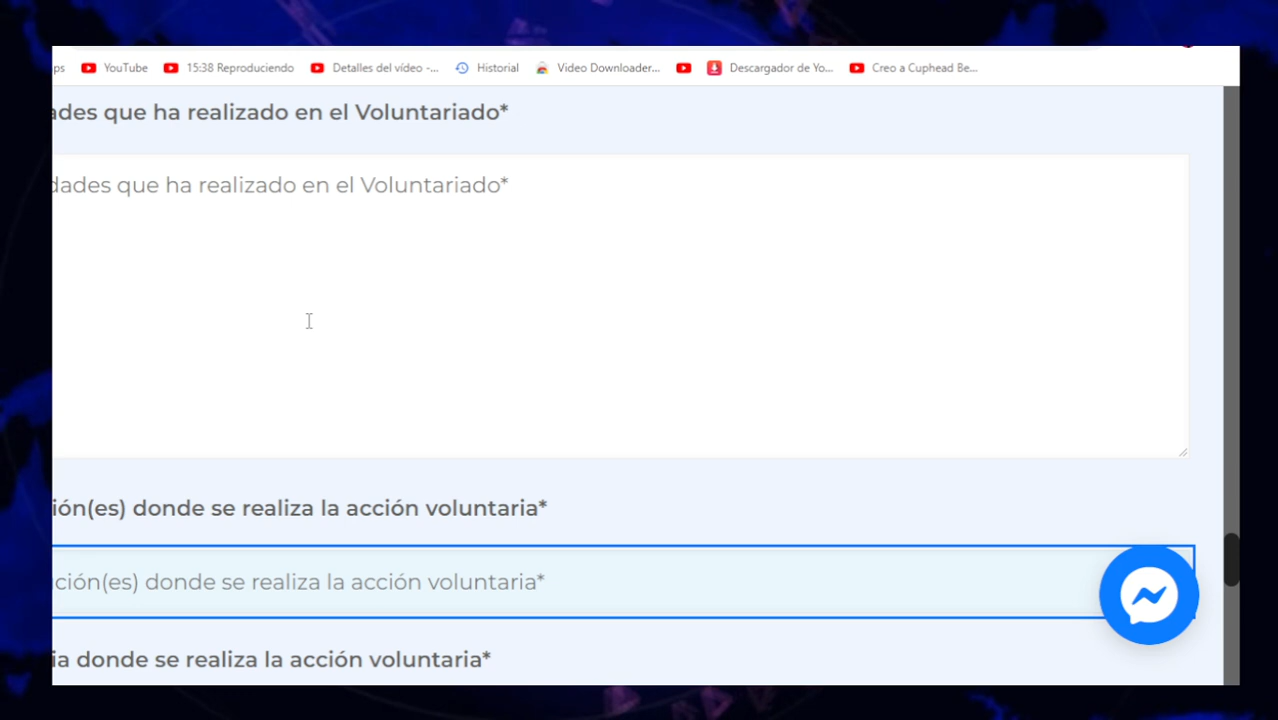 ps YouTube 15:38 Reproduciendo Detalles del vídeo -... Historial Video Downloader... Descargador de Yo... Creo a Cuphead Be...
ades que ha realizado en el Voluntariado*
dades que ha realizado en el Voluntariado*
ión(es) donde se realiza la acción voluntaria*
ución(es) donde se realiza la acción voluntaria*
ia donde se realiza la acción voluntaria*